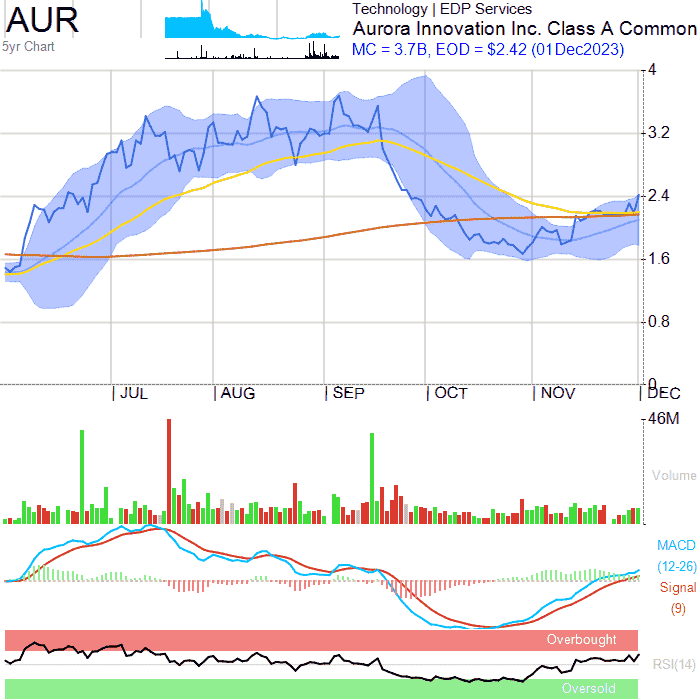 AUR
5yr Chart
Technology | EDP Services
Aurora Innovation Inc. Class A Common
MC = 3.7B, EOD = $2.42 (01Dec2023)
4
3.2
2.4
1.6
0.8
0
JUL
AUG
SEP
OCT
NOV
DEC
46M
Volume
MACD
(12-26)
Signal
(9)
Overbought
RSI(14)
Oversold